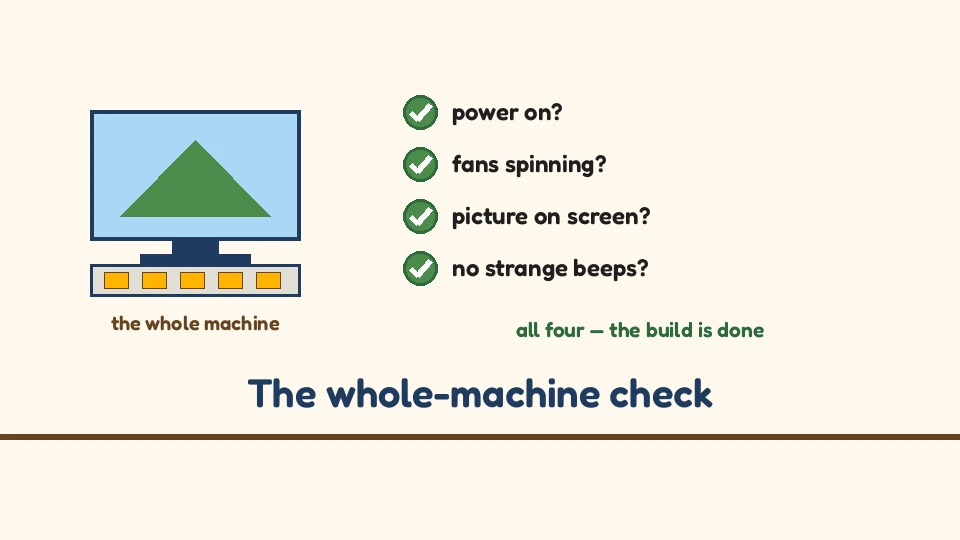 power on?
fans spinning?
picture on screen?
no strange beeps?
the whole machine
all four — the build is done
The whole-machine check